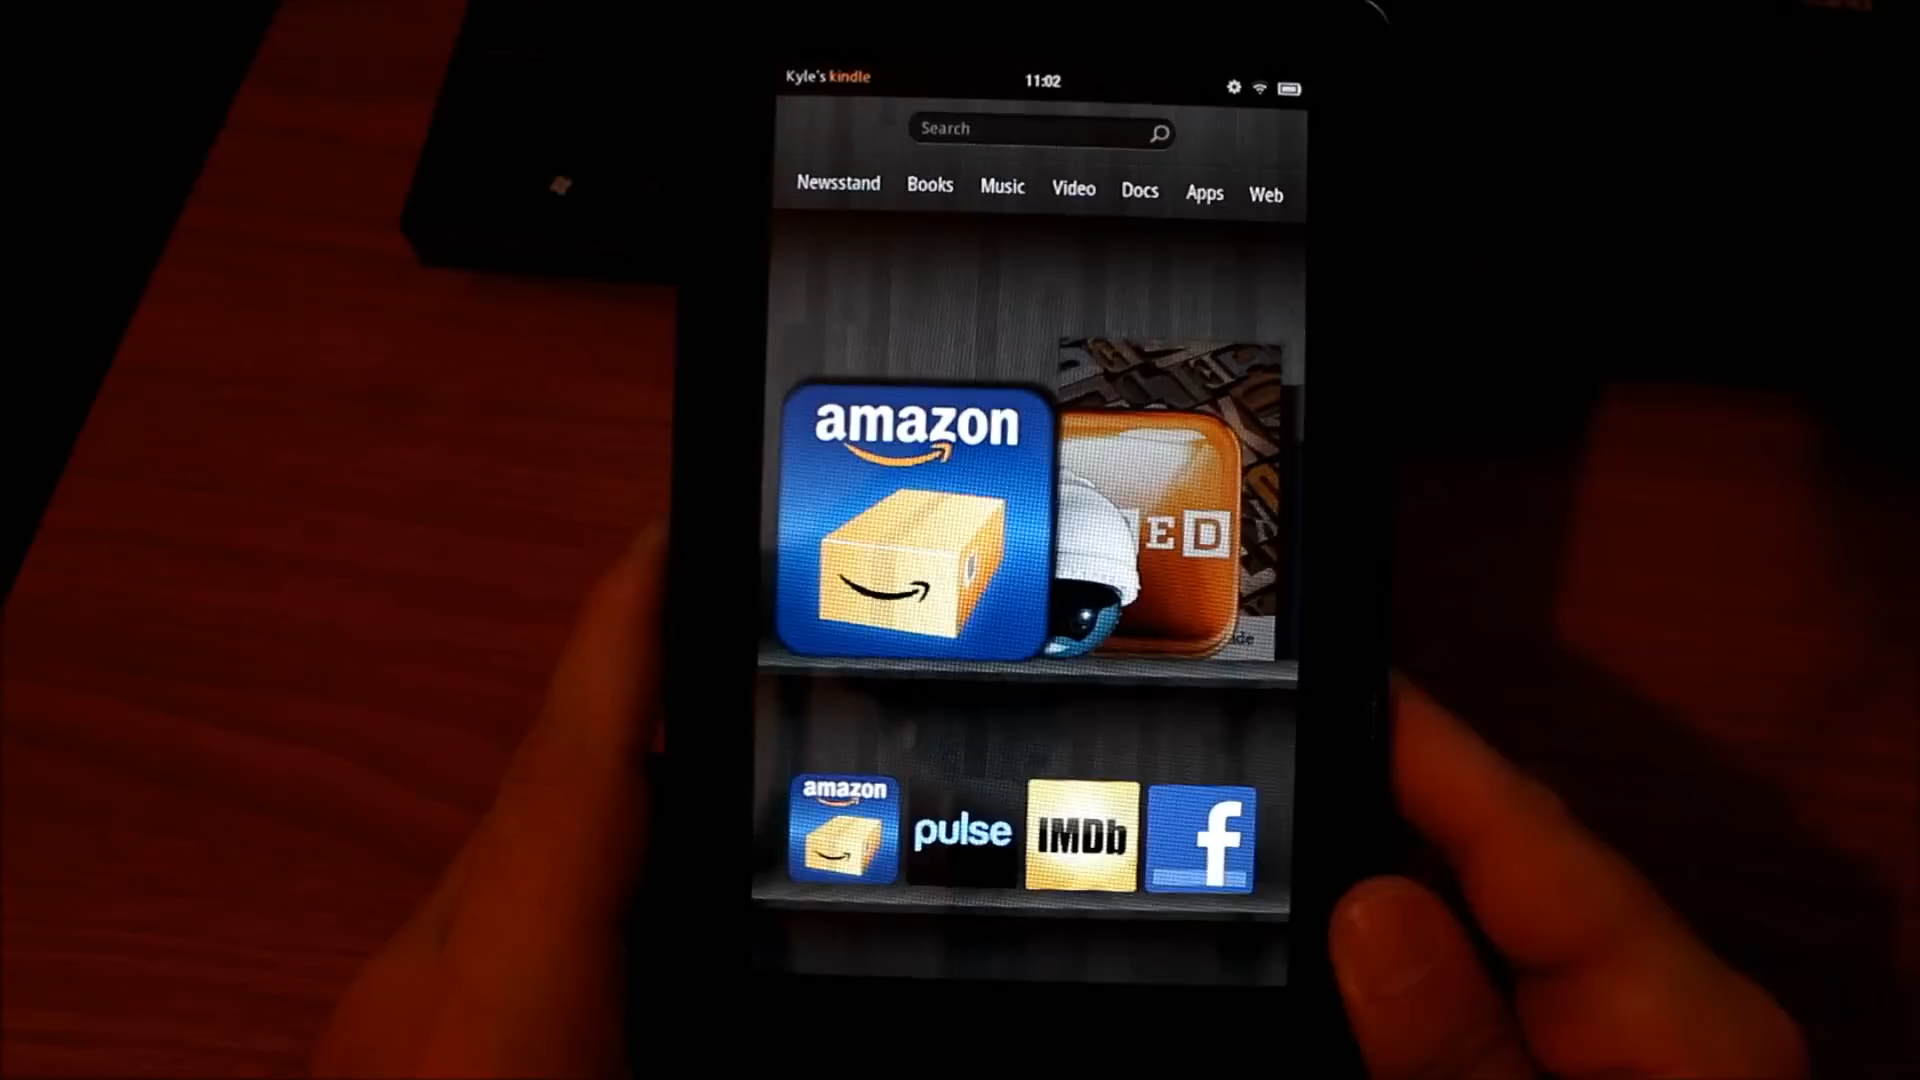 Kyle's kindle
11:02
Search
Newsstand Books Music Video Docs Apps Web
amazon
ED
amazon
pulse
IMDb
f